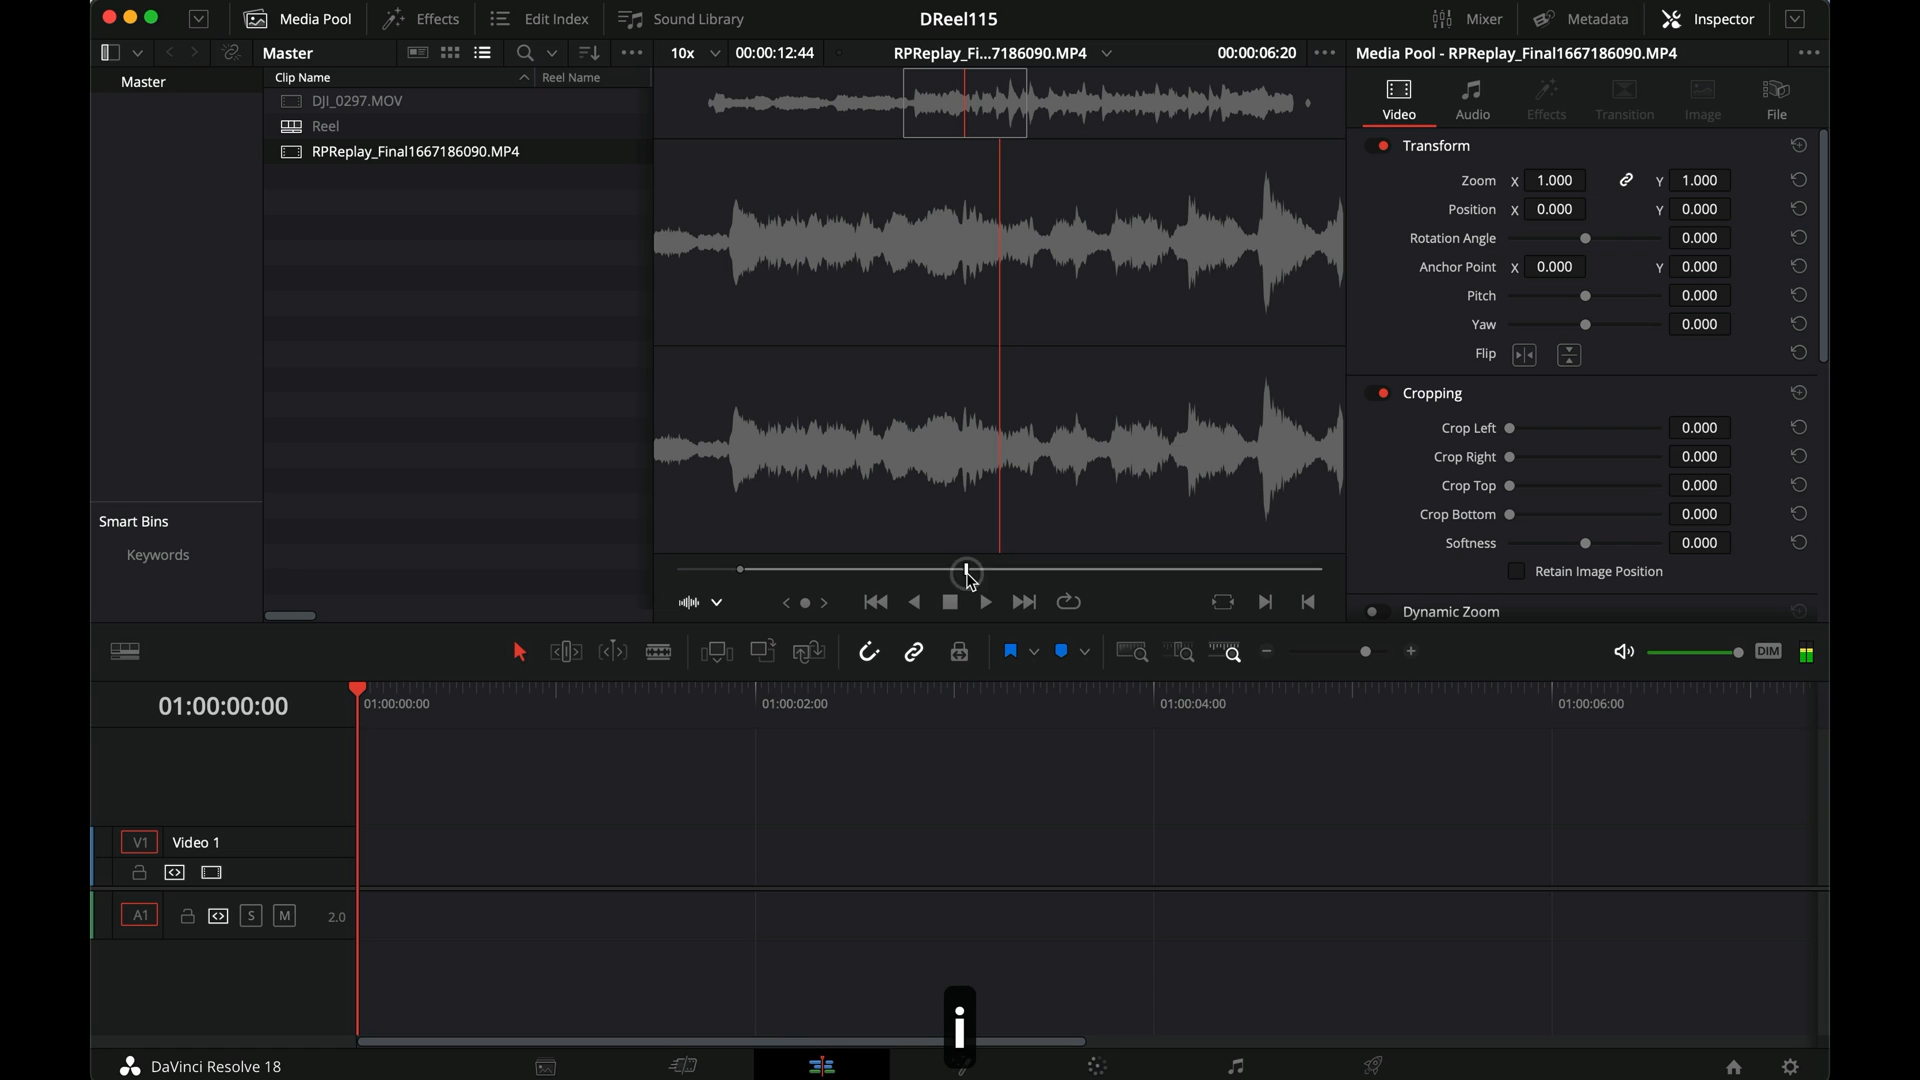 Media Pool
Effects
Edit Index
Sound Library
DReel115
Mixer
Metadata
Inspector
Master
10x
00:00:12:44
RPReplay_Fi...7186090.MP4
00:00:06:20
Media Pool - RPReplay_Final1667186090.MP4
Master
Clip Name
Reel Name
DJI_0297.MOV
Reel
RPReplay_Final1667186090.MP4
Smart Bins
Keywords
Video
Audio
Effects
Transition
Image
File
Transform
Zoom X 1.000 Y 1.000
Position X 0.000 Y 0.000
Rotation Angle 0.000
Anchor Point X 0.000 Y 0.000
Pitch 0.000
Yaw 0.000
Flip
Cropping
Crop Left 0.000
Crop Right 0.000
Crop Top 0.000
Crop Bottom 0.000
Softness 0.000
Retain Image Position
Dynamic Zoom
DIM
01:00:00:00
01:00:00:00
01:00:02:00
01:00:04:00
01:00:06:00
V1 Video 1
A1 S M 2.0
i
DaVinci Resolve 18